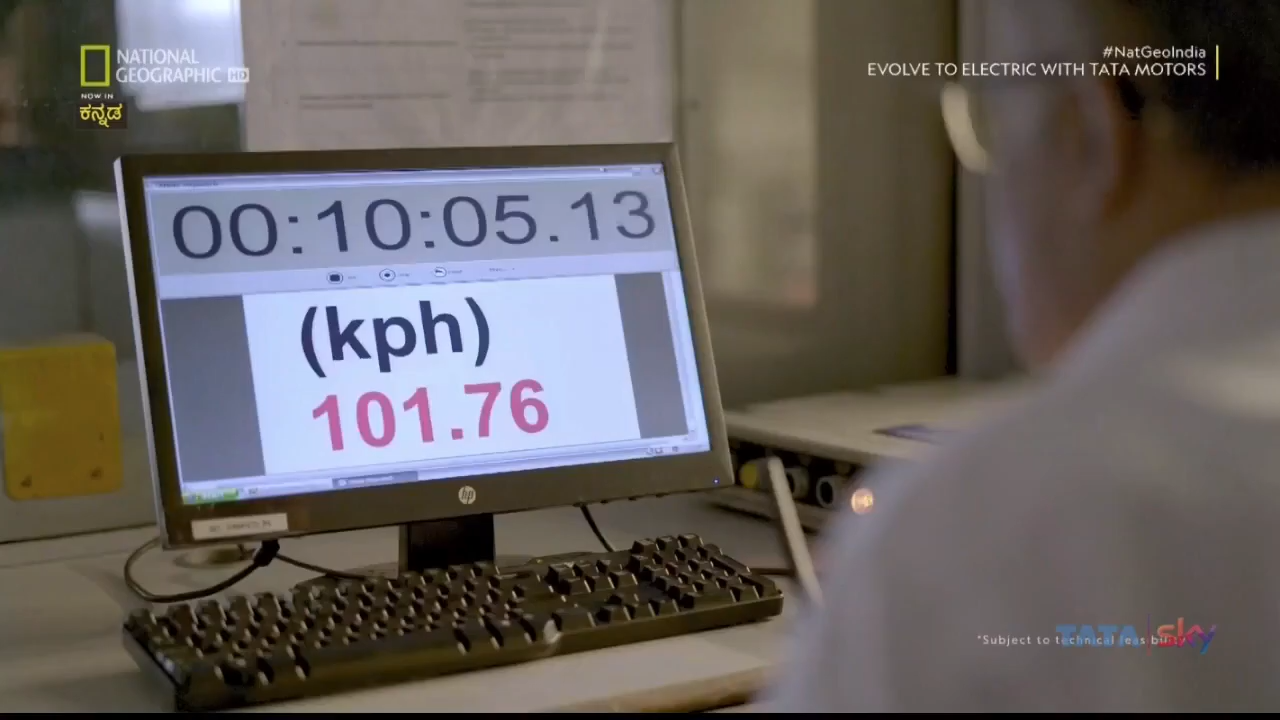 NATIONAL
GEOGRAPHIC HD
NOW IN
ಕನ್ನಡ
#NatGeoIndia
EVOLVE TO ELECTRIC WITH TATA MOTORS
00:10:05.13
(kph)
101.76
hp
TATA sky
*Subject to technical feasibility